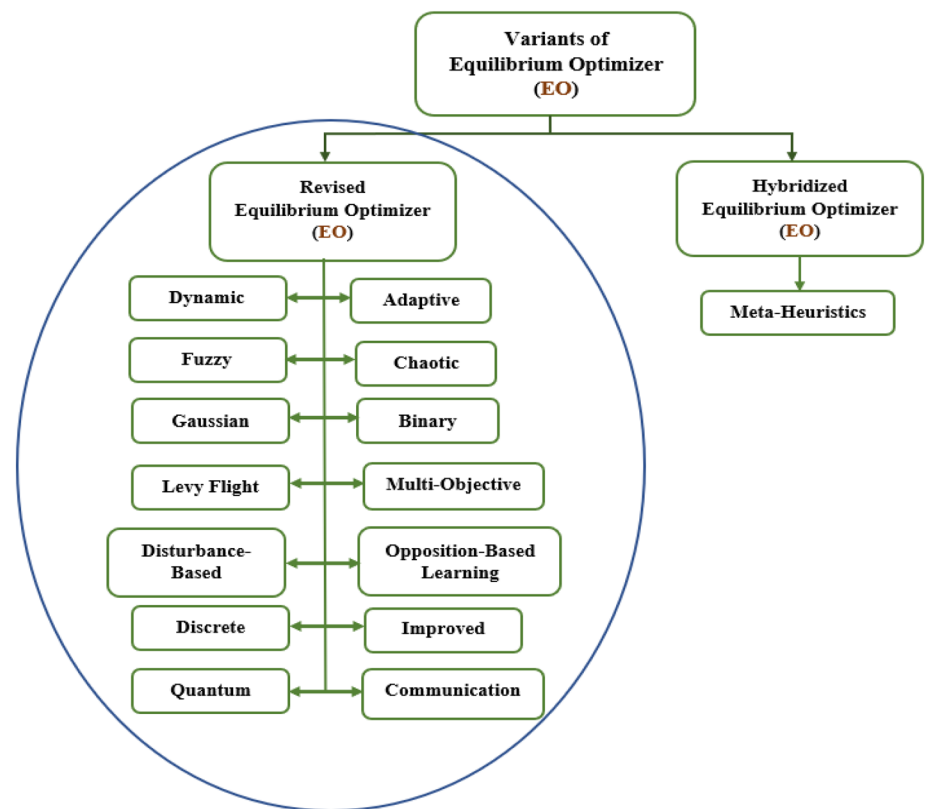 Variants of
Equilibrium Optimizer
(EO)
Revised
Equilibrium Optimizer
(EO)
Hybridized
Equilibrium Optimizer
(EO)
Meta-Heuristics
Dynamic
Adaptive
Fuzzy
Chaotic
Gaussian
Binary
Levy Flight
Multi-Objective
Disturbance-
Based
Opposition-Based
Learning
Discrete
Improved
Quantum
Communication